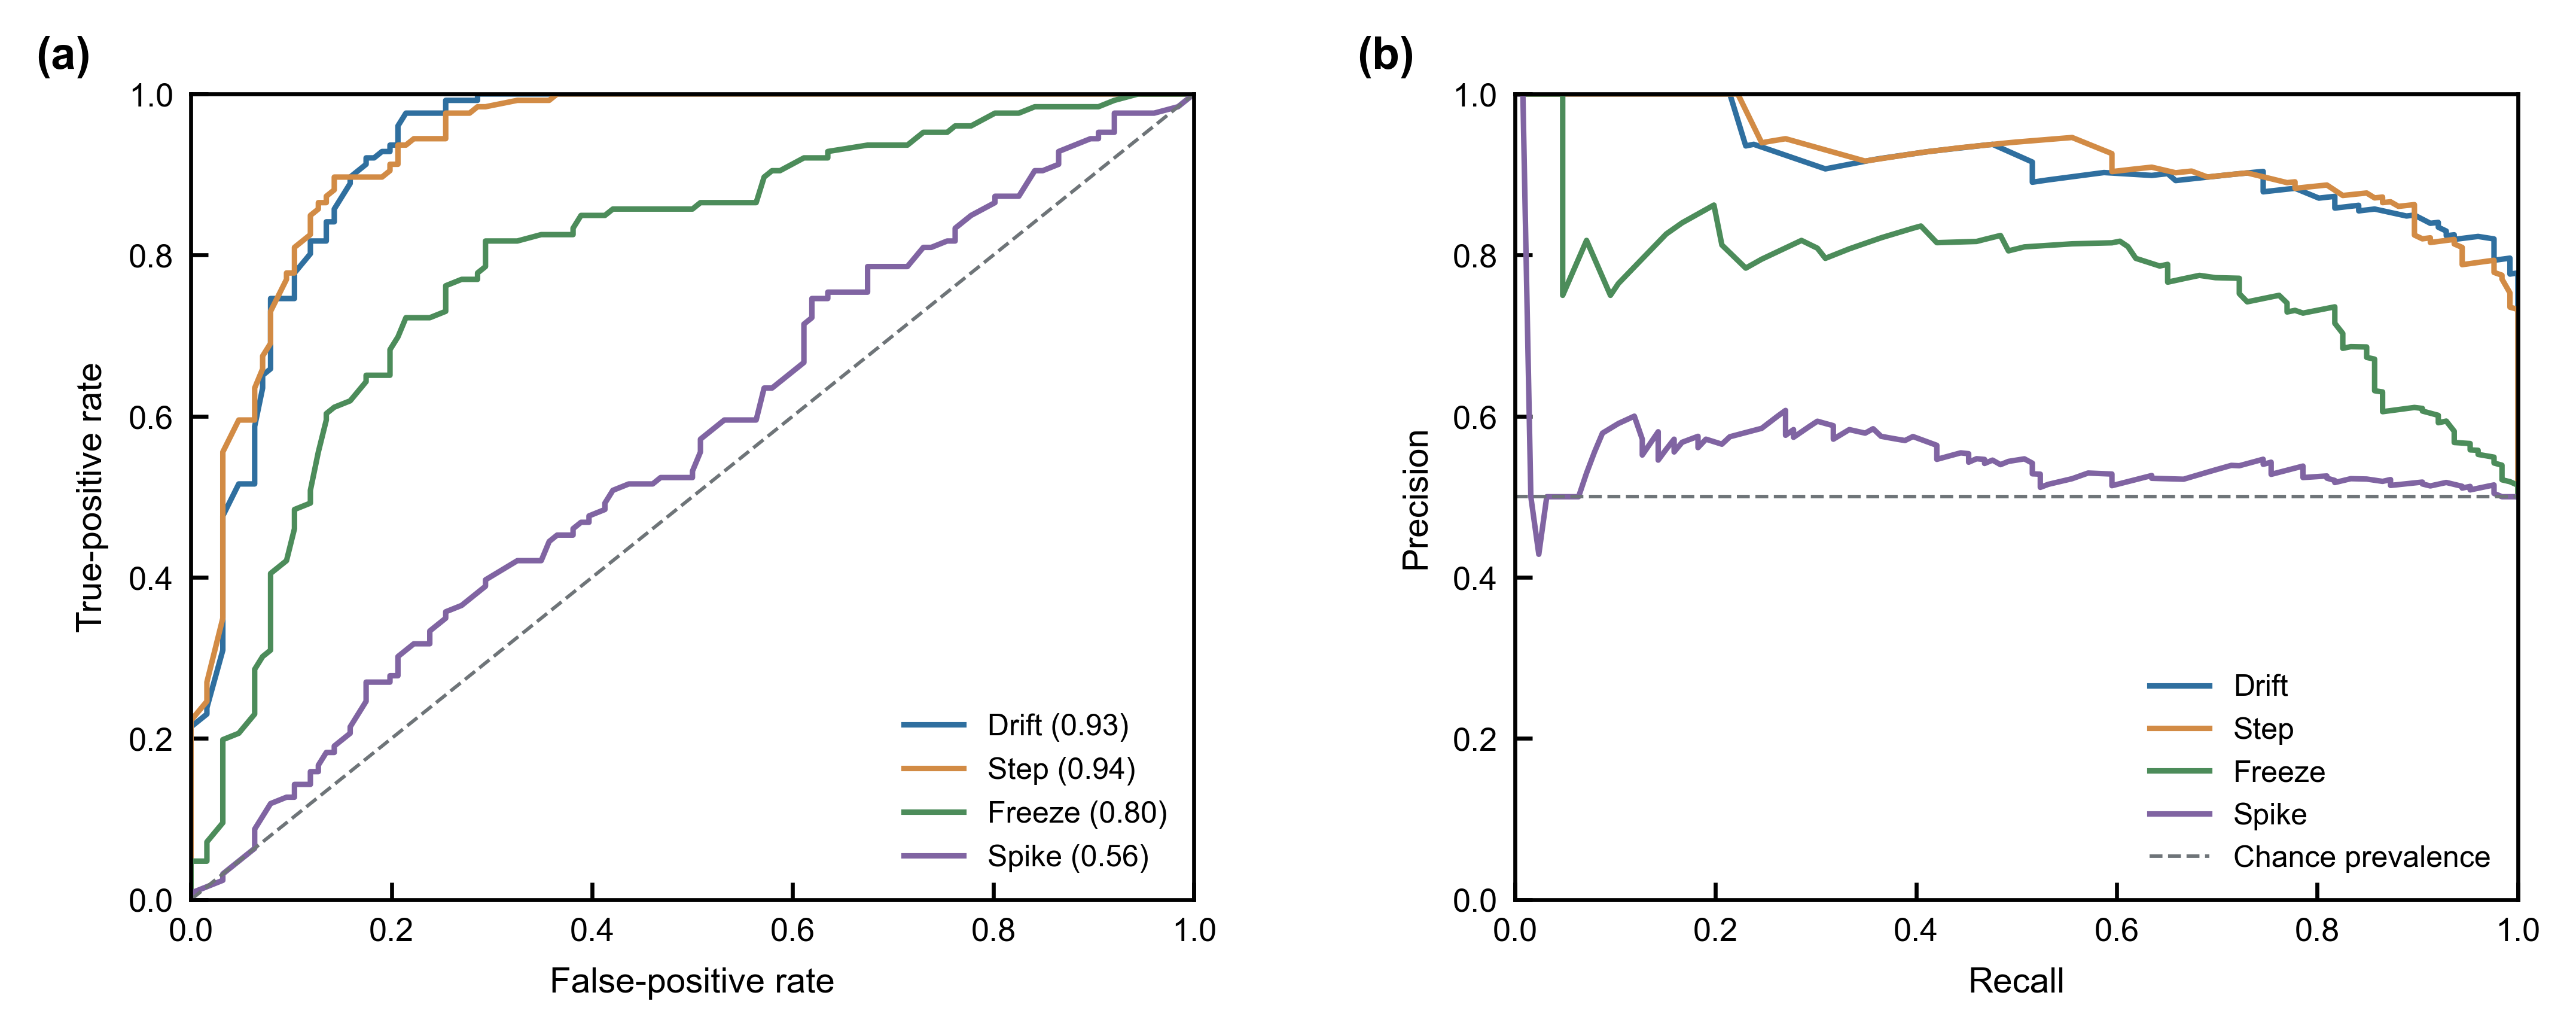 (a)
1.0
0.8
0.6
0.4
0.2
0.0
True-positive rate
0.0 0.2 0.4 0.6 0.8 1.0
False-positive rate
Drift (0.93)
Step (0.94)
Freeze (0.80)
Spike (0.56)
(b)
1.0
0.8
0.6
0.4
0.2
0.0
Precision
0.0 0.2 0.4 0.6 0.8 1.0
Recall
Drift
Step
Freeze
Spike
Chance prevalence